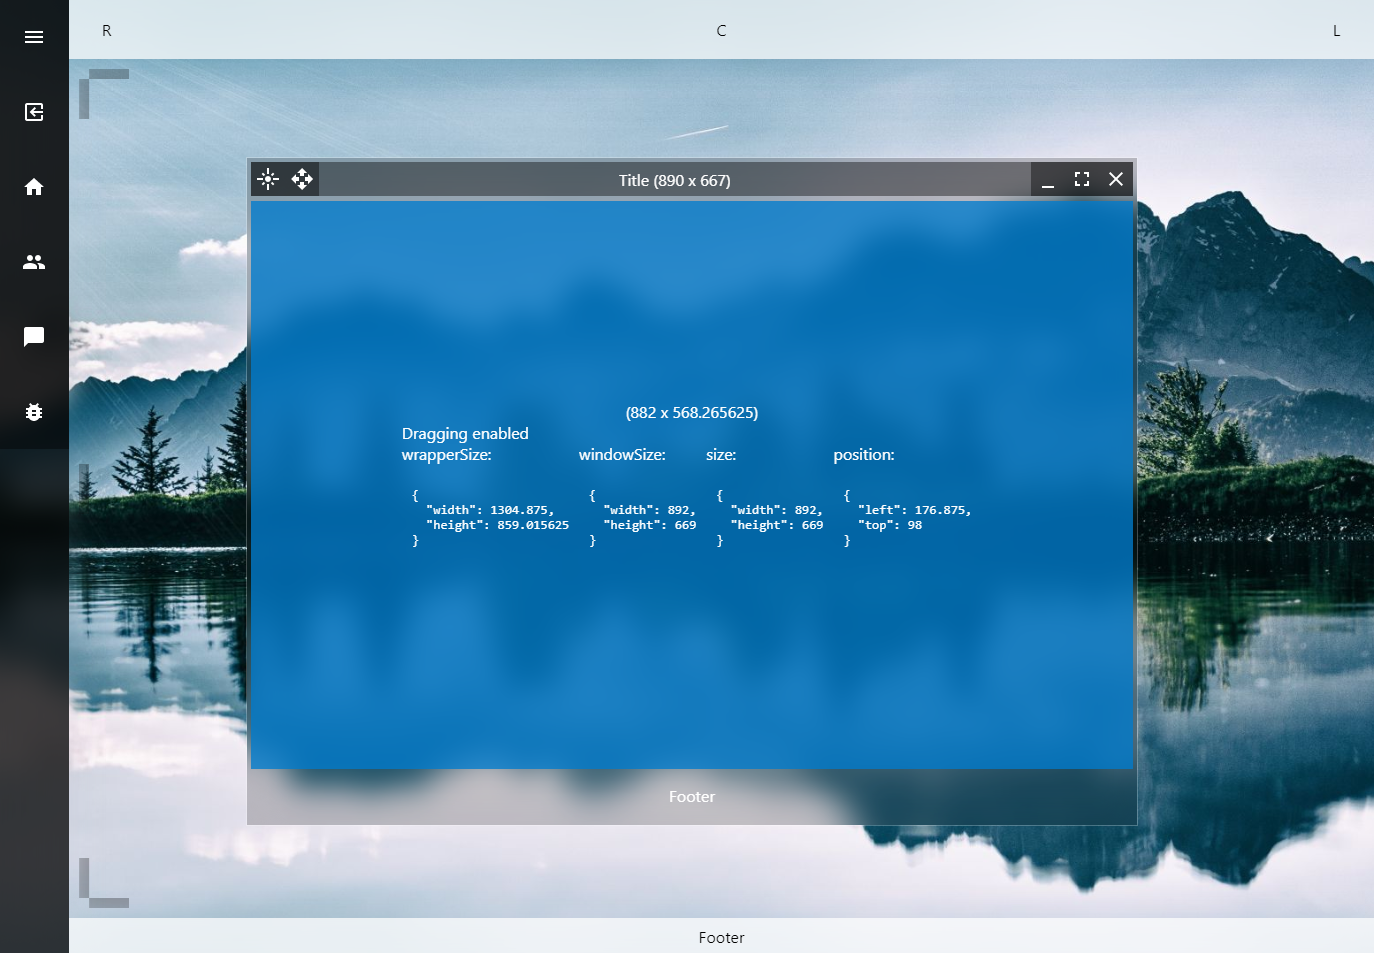 R C L
Title (890 x 667)
(882 x 568.265625)
Dragging enabled
wrapperSize: windowSize: size: position:
{ { { {
"width": 1304.875, "width": 892, "width": 892, "left": 176.875,
"height": 859.015625 "height": 669 "height": 669 "top": 98
} } } }
Footer
Footer